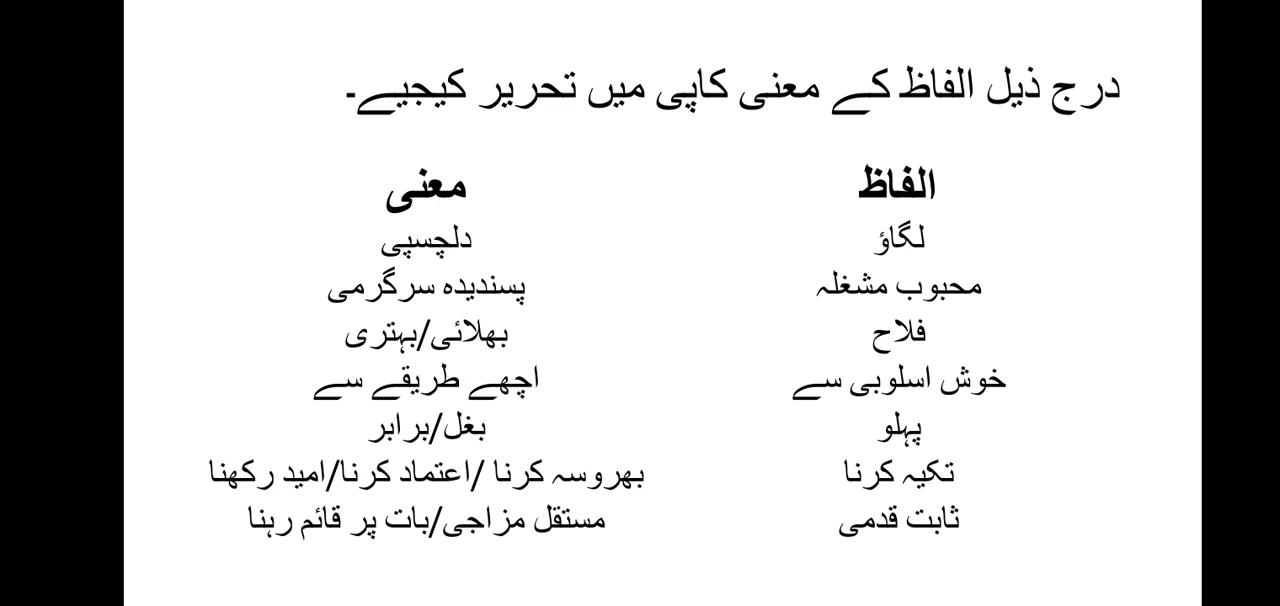 درج ذیل الفاظ کے معنی کاپی میں تحریر کیجیے۔
الفاظ معنی
لگاؤ دلچسپی
محبوب مشغلہ پسندیدہ سرگرمی
فلاح بھلائی/بہتری
خوش اسلوبی سے اچھے طریقے سے
پہلو بغل/برابر
تکیہ کرنا بھروسہ کرنا /اعتماد کرنا/امید رکھنا
ثابت قدمی مستقل مزاجی/بات پر قائم رہنا